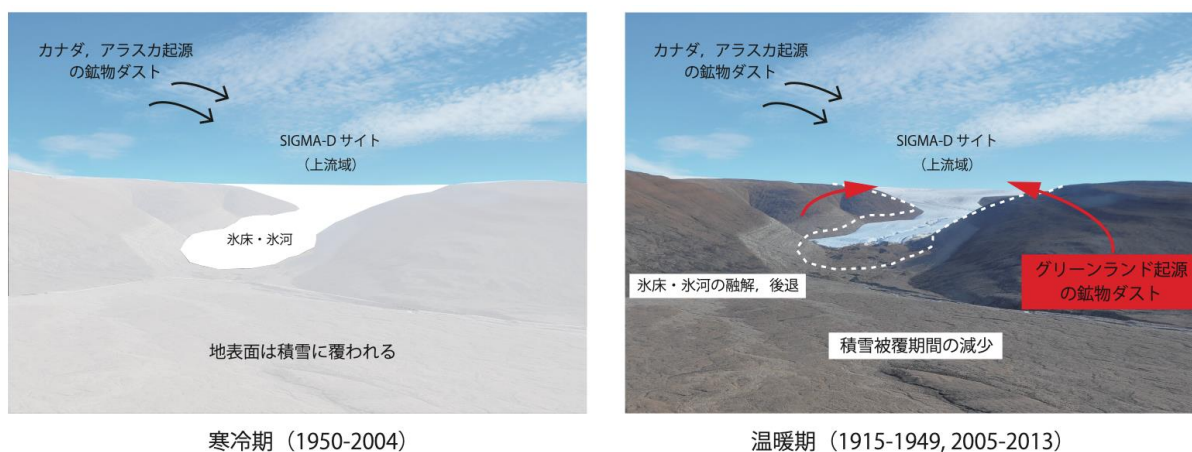 カナダ，アラスカ起源
の鉱物ダスト
SIGMA-D サイト
（上流域）
氷床・氷河
地表面は積雪に覆われる
寒冷期（1950-2004）
カナダ，アラスカ起源
の鉱物ダスト
SIGMA-D サイト
（上流域）
氷床・氷河の融解，後退
グリーンランド起源
の鉱物ダスト
積雪被覆期間の減少
温暖期（1915-1949, 2005-2013）